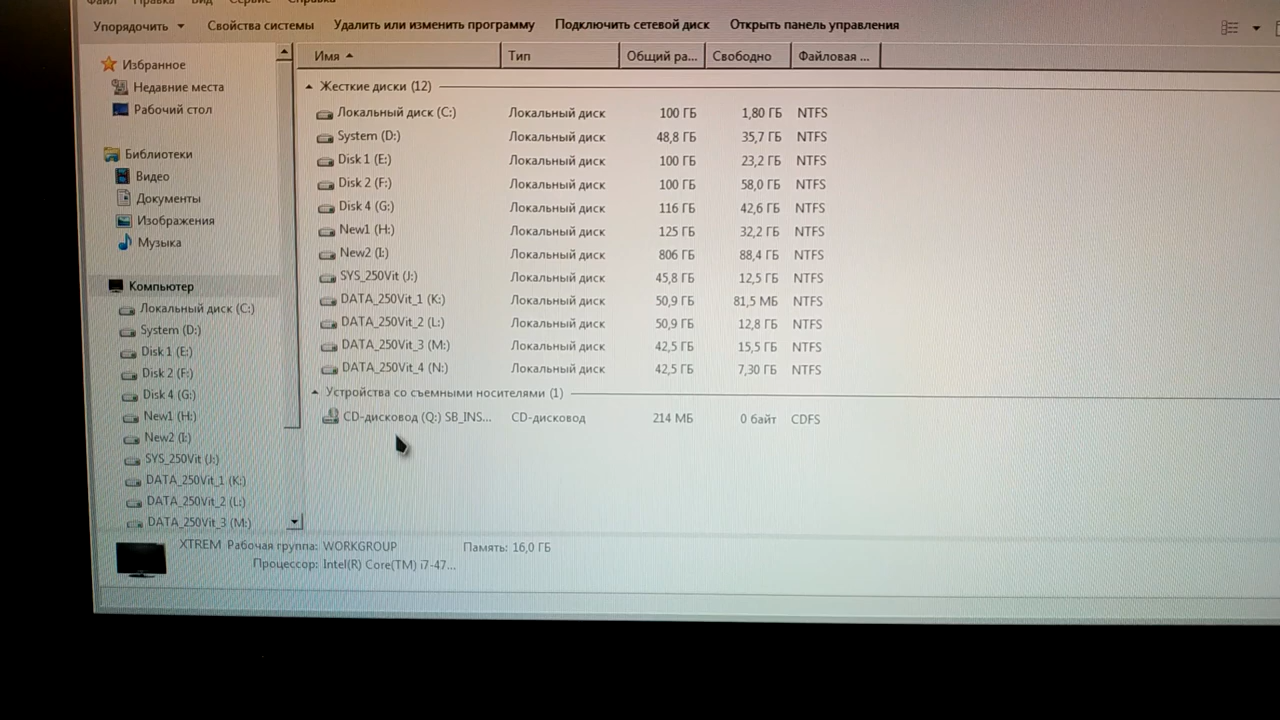 Файл Правка Вид Сервис Справка
Упорядочить Свойства системы Удалить или изменить программу Подключить сетевой диск Открыть панель управления
Избранное
Недавние места
Рабочий стол
Библиотеки
Видео
Документы
Изображения
Музыка
Компьютер
Локальный диск (C:)
System (D:)
Disk 1 (E:)
Disk 2 (F:)
Disk 4 (G:)
New1 (H:)
New2 (I:)
SYS_250Vit (J:)
DATA_250Vit_1 (K:)
DATA_250Vit_2 (L:)
DATA_250Vit_3 (M:)
Имя Тип Общий ра... Свободно Файловая ...
Жесткие диски (12)
Локальный диск (C:) Локальный диск 100 ГБ 1,80 ГБ NTFS
System (D:) Локальный диск 48,8 ГБ 35,7 ГБ NTFS
Disk 1 (E:) Локальный диск 100 ГБ 23,2 ГБ NTFS
Disk 2 (F:) Локальный диск 100 ГБ 58,0 ГБ NTFS
Disk 4 (G:) Локальный диск 116 ГБ 42,6 ГБ NTFS
New1 (H:) Локальный диск 125 ГБ 32,2 ГБ NTFS
New2 (I:) Локальный диск 806 ГБ 88,4 ГБ NTFS
SYS_250Vit (J:) Локальный диск 45,8 ГБ 12,5 ГБ NTFS
DATA_250Vit_1 (K:) Локальный диск 50,9 ГБ 81,5 МБ NTFS
DATA_250Vit_2 (L:) Локальный диск 50,9 ГБ 12,8 ГБ NTFS
DATA_250Vit_3 (M:) Локальный диск 42,5 ГБ 15,5 ГБ NTFS
DATA_250Vit_4 (N:) Локальный диск 42,5 ГБ 7,30 ГБ NTFS
Устройства со съемными носителями (1)
CD-дисковод (Q:) SB_INS... CD-дисковод 214 МБ 0 байт CDFS
XTREM Рабочая группа: WORKGROUP Память: 16,0 ГБ
Процессор: Intel(R) Core(TM) i7-47...